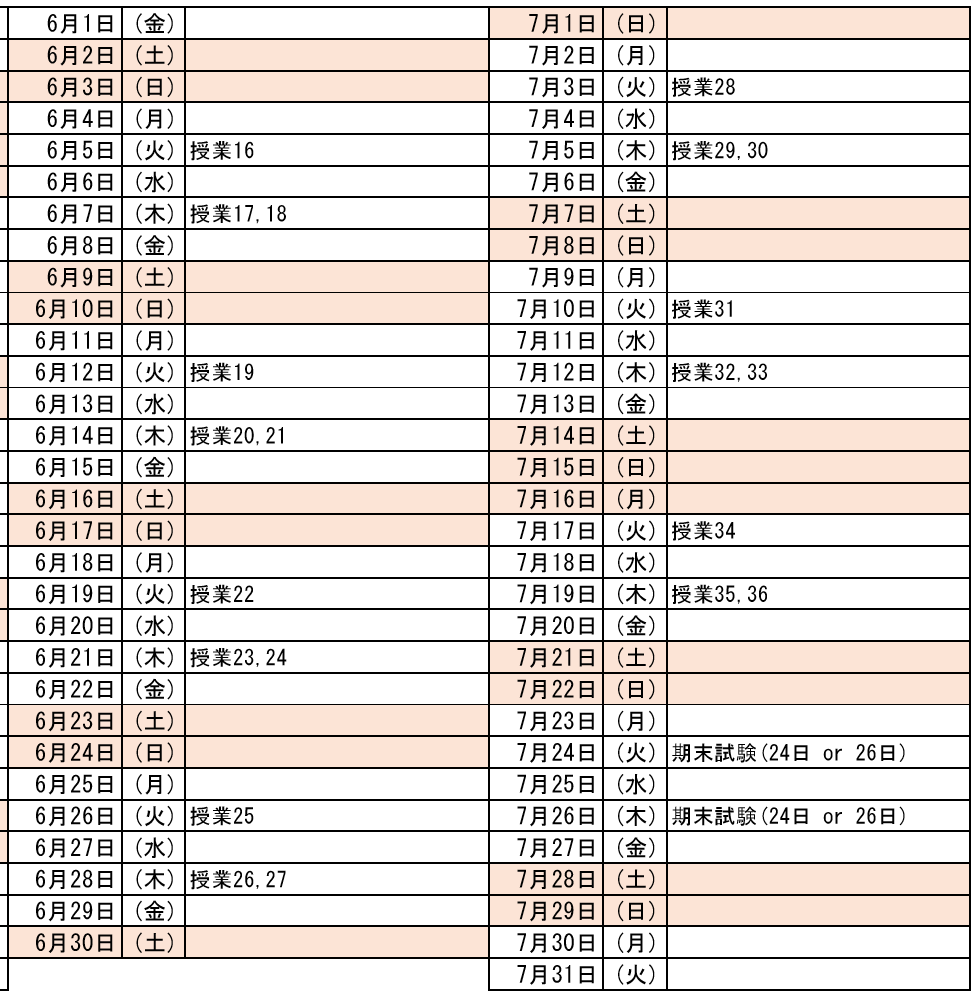 6月1日 （金）
6月2日 （土）
6月3日 （日）
6月4日 （月）
6月5日 （火） 授業16
6月6日 （水）
6月7日 （木） 授業17,18
6月8日 （金）
6月9日 （土）
6月10日 （日）
6月11日 （月）
6月12日 （火） 授業19
6月13日 （水）
6月14日 （木） 授業20,21
6月15日 （金）
6月16日 （土）
6月17日 （日）
6月18日 （月）
6月19日 （火） 授業22
6月20日 （水）
6月21日 （木） 授業23,24
6月22日 （金）
6月23日 （土）
6月24日 （日）
6月25日 （月）
6月26日 （火） 授業25
6月27日 （水）
6月28日 （木） 授業26,27
6月29日 （金）
6月30日 （土）
7月1日 （日）
7月2日 （月）
7月3日 （火） 授業28
7月4日 （水）
7月5日 （木） 授業29,30
7月6日 （金）
7月7日 （土）
7月8日 （日）
7月9日 （月）
7月10日 （火） 授業31
7月11日 （水）
7月12日 （木） 授業32,33
7月13日 （金）
7月14日 （土）
7月15日 （日）
7月16日 （月）
7月17日 （火） 授業34
7月18日 （水）
7月19日 （木） 授業35,36
7月20日 （金）
7月21日 （土）
7月22日 （日）
7月23日 （月）
7月24日 （火） 期末試験(24日 or 26日)
7月25日 （水）
7月26日 （木） 期末試験(24日 or 26日)
7月27日 （金）
7月28日 （土）
7月29日 （日）
7月30日 （月）
7月31日 （火）